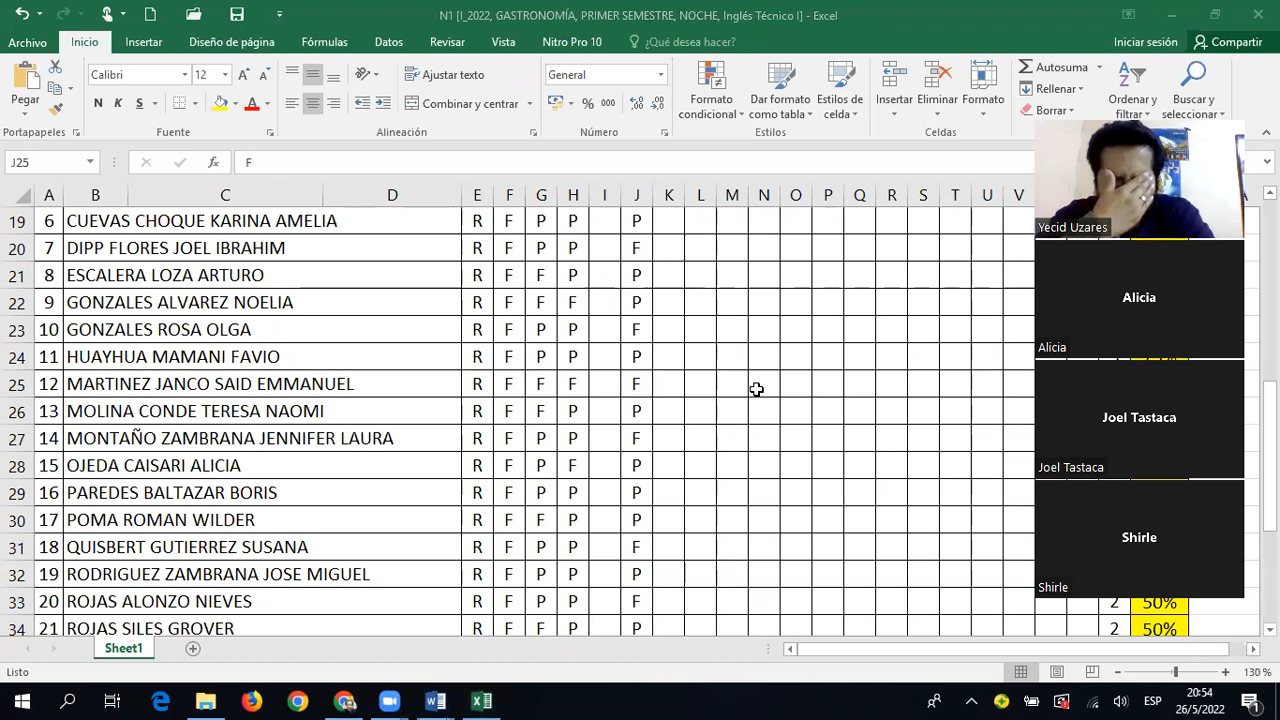 N1 [I_2022, GASTRONOMÍA, PRIMER SEMESTRE, NOCHE, Inglés Técnico I] - Excel
Archivo Inicio Insertar Diseño de página Fórmulas Datos Revisar Vista Nitro Pro 10 ¿Qué desea hacer? Iniciar sesión Compartir
Pegar Calibri 12 A A Ajustar texto General Formato condicional Dar formato como tabla Estilos de celda Insertar Eliminar Formato Autosuma Rellenar Borrar Ordenar y filtrar Buscar y seleccionar
N K S A Combinar y centrar % 000
Portapapeles Fuente Alineación Número Estilos Celdas
J25 fx F
A B C D E F G H I J K L M N O P Q R S T U V
19 6 CUEVAS CHOQUE KARINA AMELIA R F P P P
20 7 DIPP FLORES JOEL IBRAHIM R F P P F
21 8 ESCALERA LOZA ARTURO R F P P P
22 9 GONZALES ALVAREZ NOELIA R F F F P
23 10 GONZALES ROSA OLGA R F P P F
24 11 HUAYHUA MAMANI FAVIO R F P P P
25 12 MARTINEZ JANCO SAID EMMANUEL R F F F F
26 13 MOLINA CONDE TERESA NAOMI R F P P P
27 14 MONTAÑO ZAMBRANA JENNIFER LAURA R F P P F
28 15 OJEDA CAISARI ALICIA R F P F P
29 16 PAREDES BALTAZAR BORIS R F P P P
30 17 POMA ROMAN WILDER R F F P P
31 18 QUISBERT GUTIERREZ SUSANA R F P P F
32 19 RODRIGUEZ ZAMBRANA JOSE MIGUEL R F P P P
33 20 ROJAS ALONZO NIEVES R F P P F 2 50%
34 21 ROJAS SILES GROVER R F P P F 2 50%
Yecid Uzares
Alicia
Alicia
Joel Tastaca
Joel Tastaca
Shirle
Shirle
Sheet1
Listo 130 %
ESP 20:54
26/5/2022
1